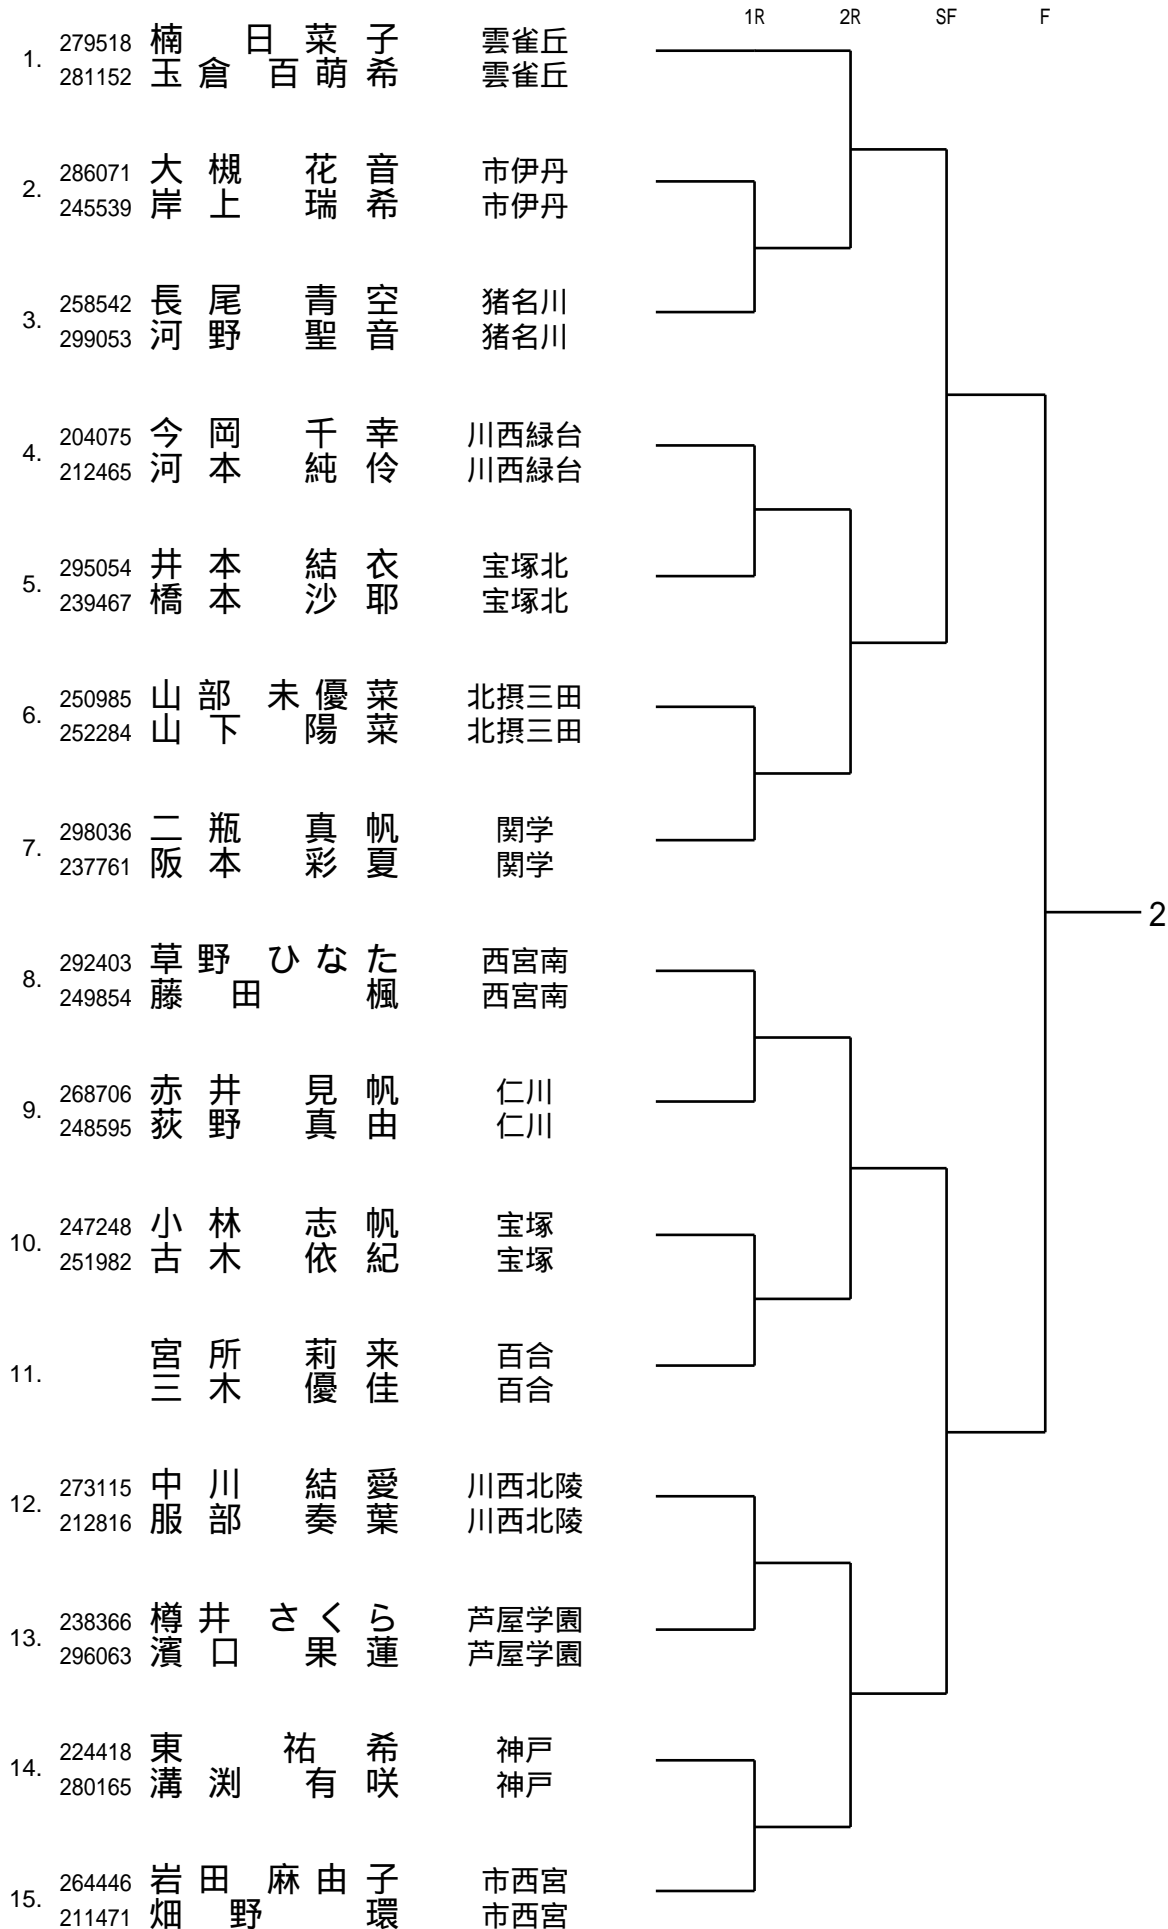 1R 2R SF F
1. 279518 楠 日菜子 雲雀丘
281152 玉倉 百萌希 雲雀丘
2. 286071 大槻 花音 市伊丹
245539 岸上 瑞希 市伊丹
3. 258542 長尾 青空 猪名川
299053 河野 聖音 猪名川
4. 204075 今岡 千幸 川西緑台
212465 河本 純伶 川西緑台
5. 295054 井本 結衣 宝塚北
239467 橋本 沙耶 宝塚北
6. 250985 山部 未優菜 北摂三田
252284 山下 陽菜 北摂三田
7. 298036 二瓶 真帆 関学
237761 阪本 彩夏 関学
2
8. 292403 草野 ひなた 西宮南
249854 藤田 楓 西宮南
9. 268706 赤井 見帆 仁川
248595 荻野 真由 仁川
10. 247248 小林 志帆 宝塚
251982 古木 依紀 宝塚
11. 宮所 莉来 百合
三木 優佳 百合
12. 273115 中川 結愛 川西北陵
212816 服部 奏葉 川西北陵
13. 238366 樽井 さくら 芦屋学園
296063 濱口 果蓮 芦屋学園
14. 224418 東 祐希 神戸
280165 溝渕 有咲 神戸
15. 264446 岩田 麻由子 市西宮
211471 畑野 環 市西宮